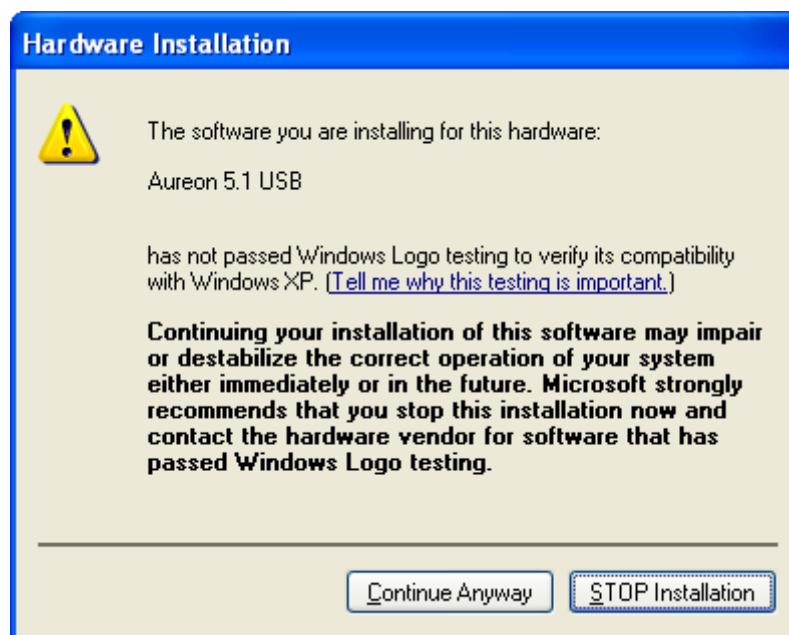 Hardware Installation
The software you are installing for this hardware:
Aureon 5.1 USB
has not passed Windows Logo testing to verify its compatibility
with Windows XP. (Tell me why this testing is important.)
Continuing your installation of this software may impair
or destabilize the correct operation of your system
either immediately or in the future. Microsoft strongly
recommends that you stop this installation now and
contact the hardware vendor for software that has
passed Windows Logo testing.
Continue Anyway
STOP Installation